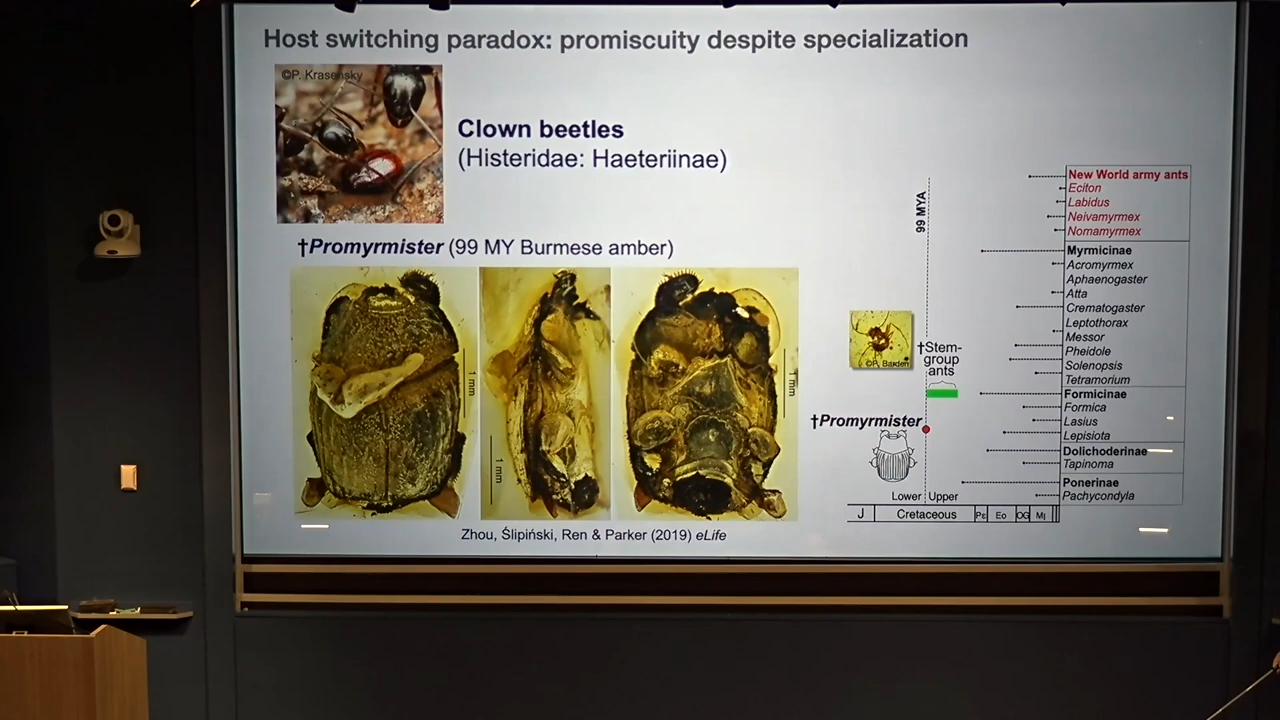 Host switching paradox: promiscuity despite specialization
©P. Krasensky
Clown beetles
(Histeridae: Haeteriinae)
†Promyrmister (99 MY Burmese amber)
1 mm
1 mm
1 mm
Zhou, Ślipiński, Ren & Parker (2019) eLife
99 MYA
©P. Barden
†Stem-
group
ants
†Promyrmister
Lower
Upper
J
Cretaceous
Pε
Eo
OG
MI
New World army ants
Eciton
Labidus
Neivamyrmex
Nomamyrmex
Myrmicinae
Acromyrmex
Aphaenogaster
Atta
Crematogaster
Leptothorax
Messor
Pheidole
Solenopsis
Tetramorium
Formicinae
Formica
Lasius
Lepisiota
Dolichoderinae
Tapinoma
Ponerinae
Pachycondyla